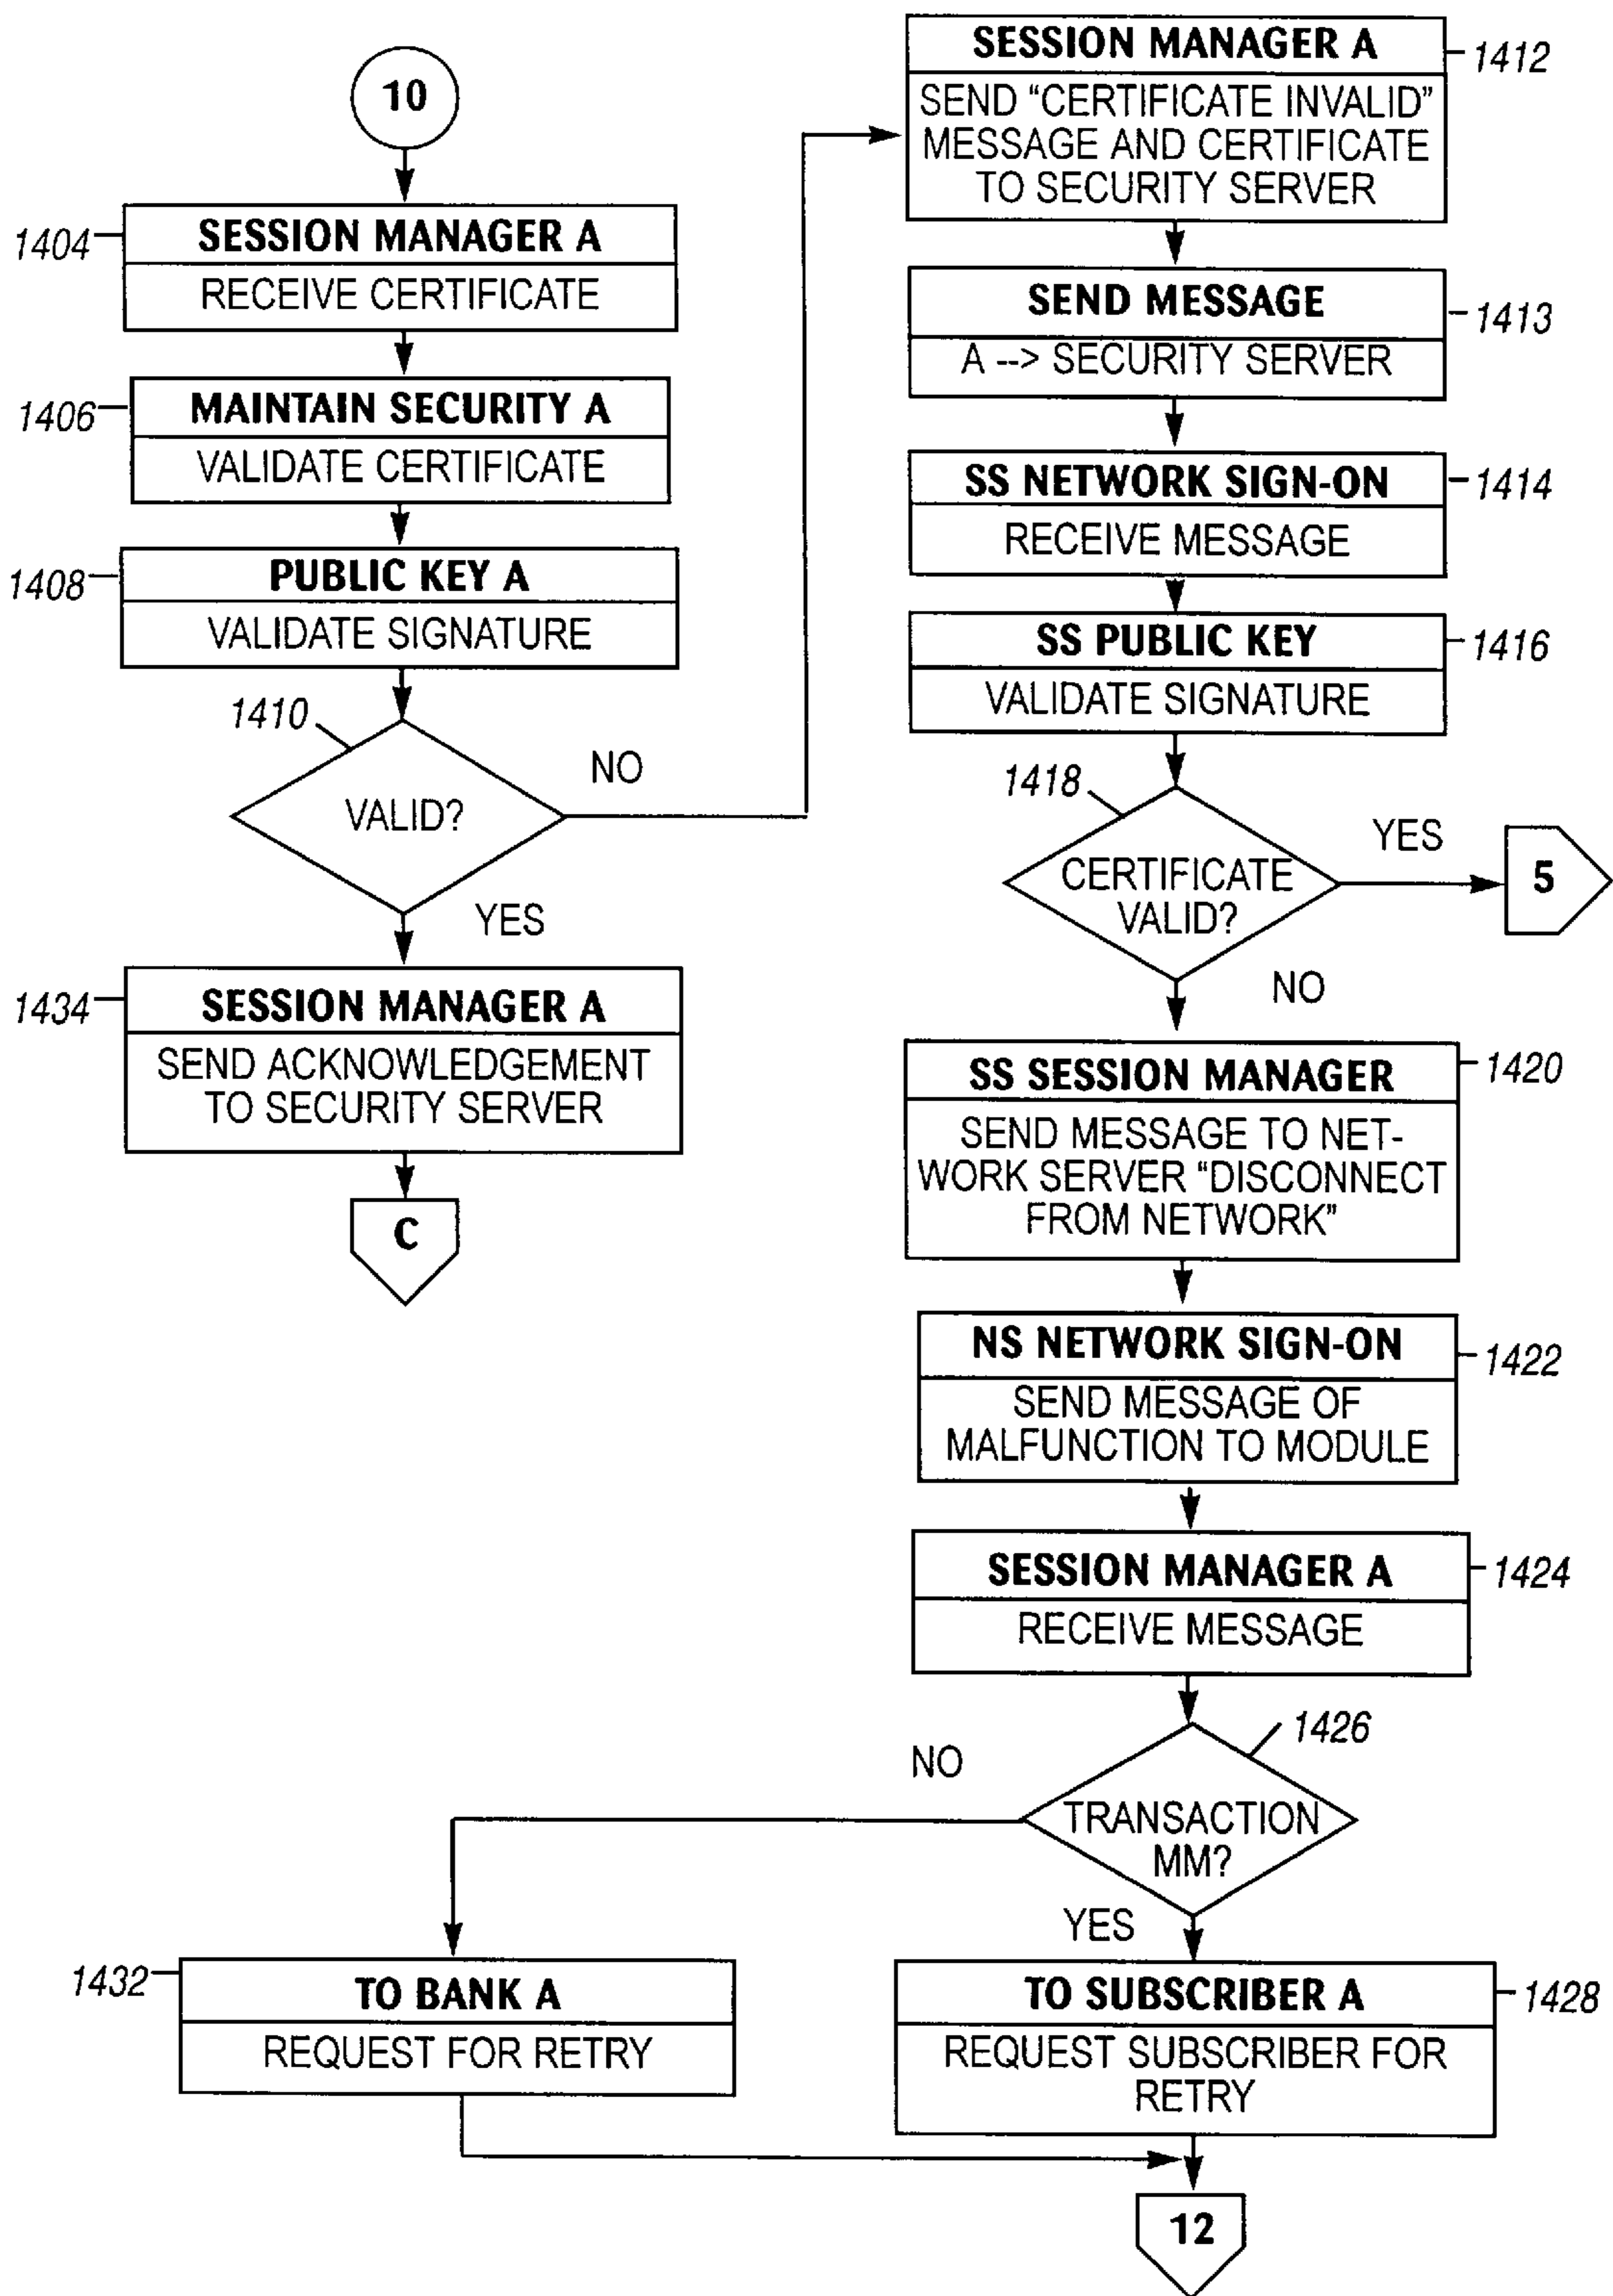 10
1404
SESSION MANAGER A
RECEIVE CERTIFICATE
1406
MAINTAIN SECURITY A
VALIDATE CERTIFICATE
1408
PUBLIC KEY A
VALIDATE SIGNATURE
1410
VALID?
NO
YES
1434
SESSION MANAGER A
SEND ACKNOWLEDGEMENT
TO SECURITY SERVER
C
SESSION MANAGER A
1412
SEND “CERTIFICATE INVALID”
MESSAGE AND CERTIFICATE
TO SECURITY SERVER
SEND MESSAGE
1413
A --> SECURITY SERVER
SS NETWORK SIGN-ON
1414
RECEIVE MESSAGE
SS PUBLIC KEY
1416
VALIDATE SIGNATURE
1418
CERTIFICATE
VALID?
YES
5
NO
SS SESSION MANAGER
1420
SEND MESSAGE TO NET-
WORK SERVER “DISCONNECT
FROM NETWORK”
NS NETWORK SIGN-ON
1422
SEND MESSAGE OF
MALFUNCTION TO MODULE
SESSION MANAGER A
1424
RECEIVE MESSAGE
1426
TRANSACTION
MM?
NO
YES
1432
TO BANK A
REQUEST FOR RETRY
TO SUBSCRIBER A
1428
REQUEST SUBSCRIBER FOR
RETRY
12